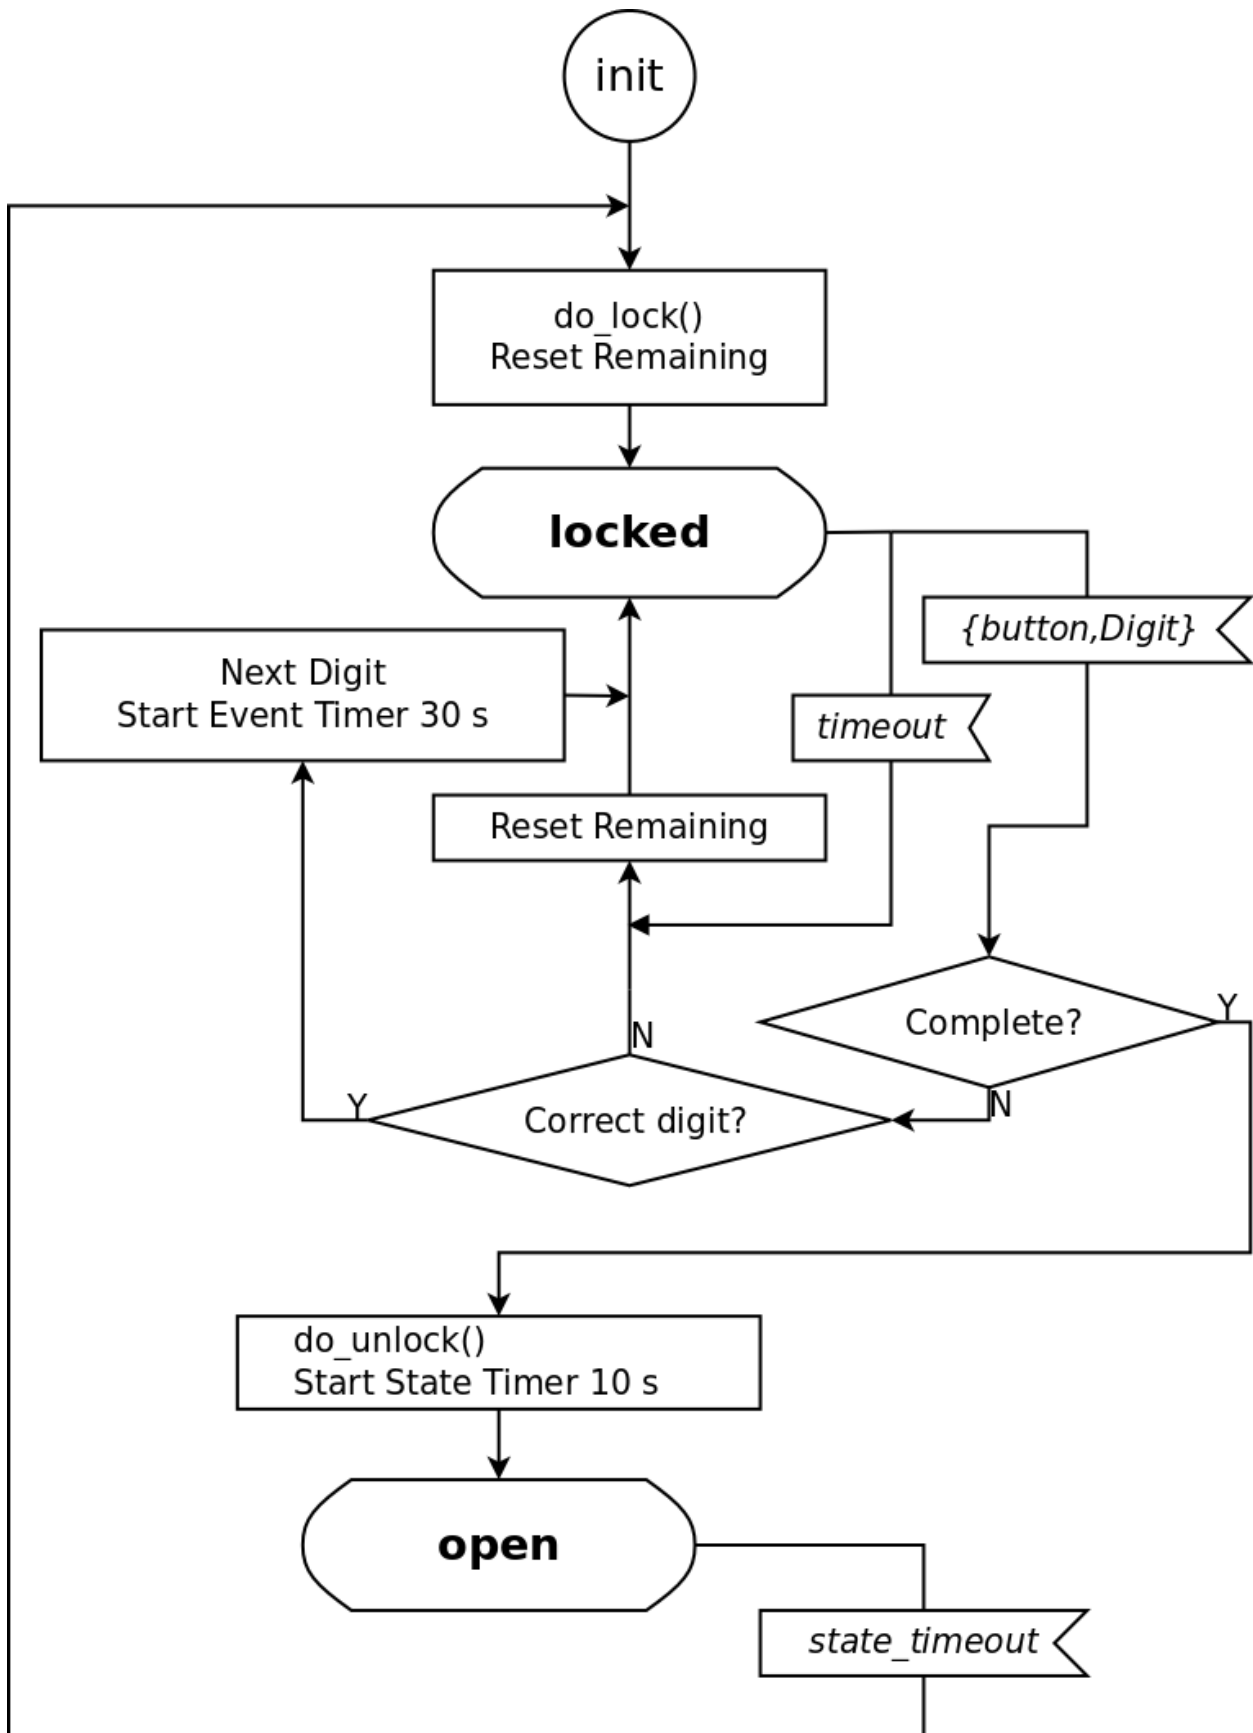 init
do_lock()
Reset Remaining
locked
{button,Digit}
Next Digit
Start Event Timer 30 s
timeout
Reset Remaining
Complete?
Y
N
N
Y
Correct digit?
do_unlock()
Start State Timer 10 s
open
state_timeout